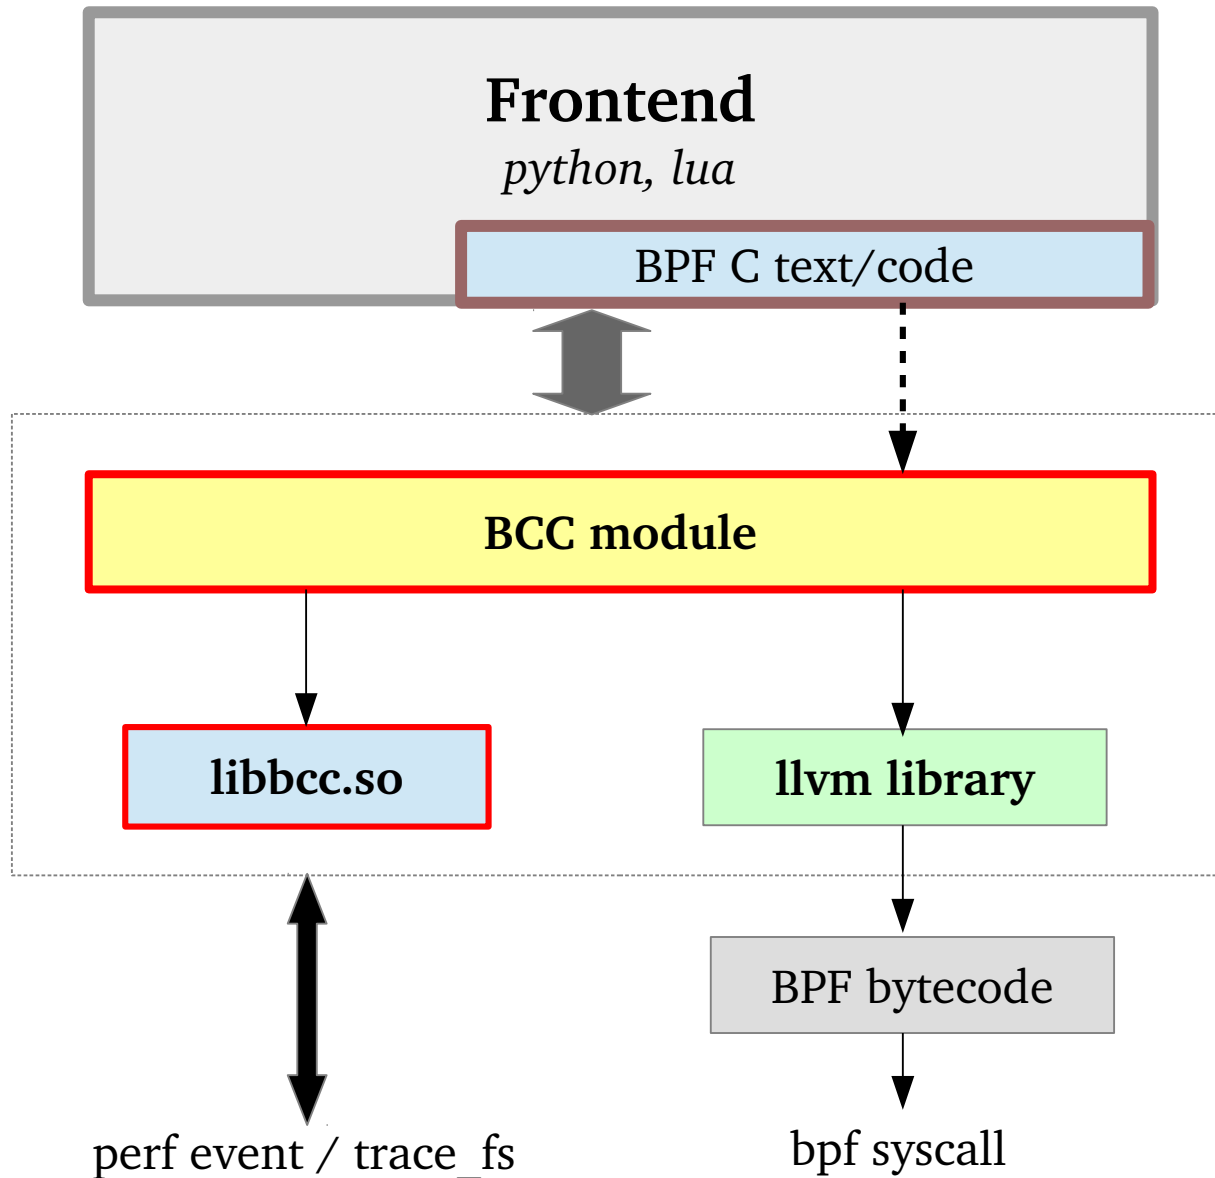 Frontend
python, lua
BPF C text/code
BCC module
libbcc.so
llvm library
BPF bytecode
perf event / trace_fs
bpf syscall